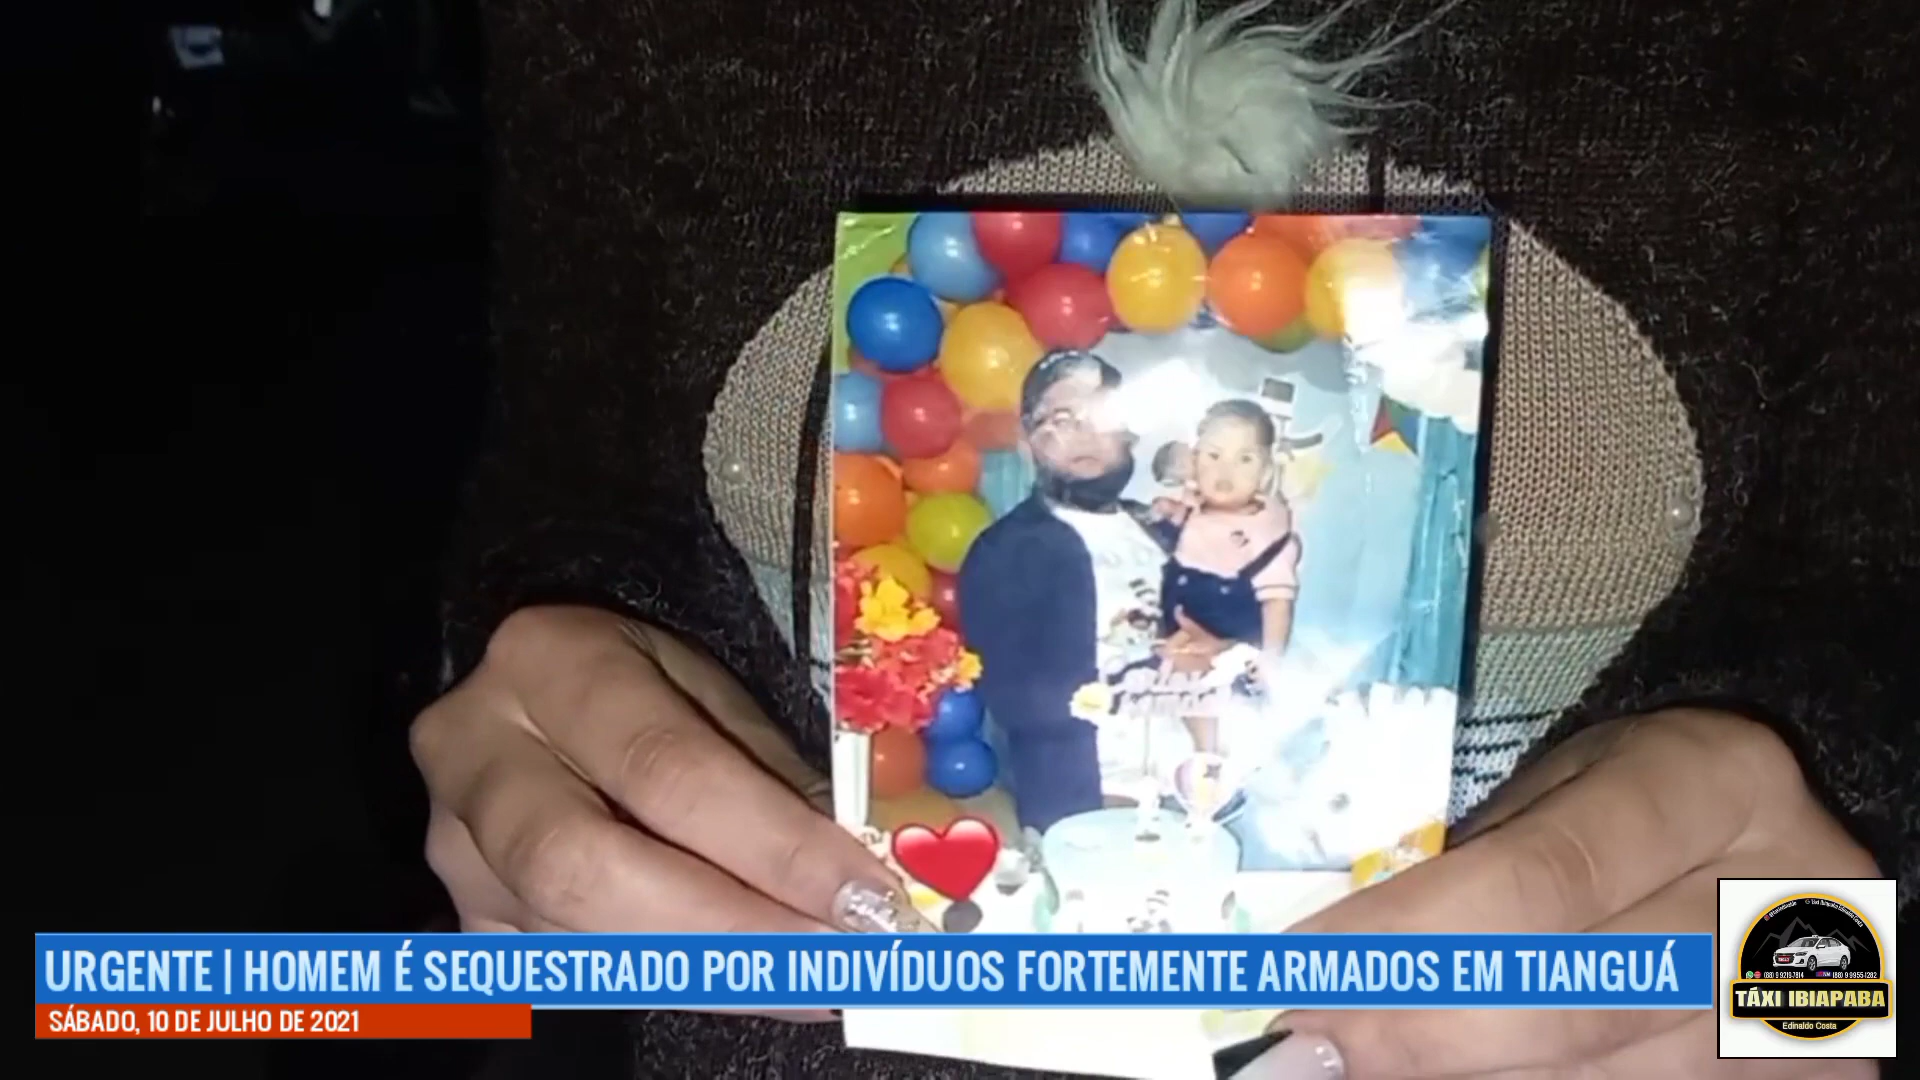 URGENTE | HOMEM É SEQUESTRADO POR INDIVÍDUOS FORTEMENTE ARMADOS EM TIANGUÁ
SÁBADO, 10 DE JULHO DE 2021
TÁXI IBIAPABA
Edinaldo Costa